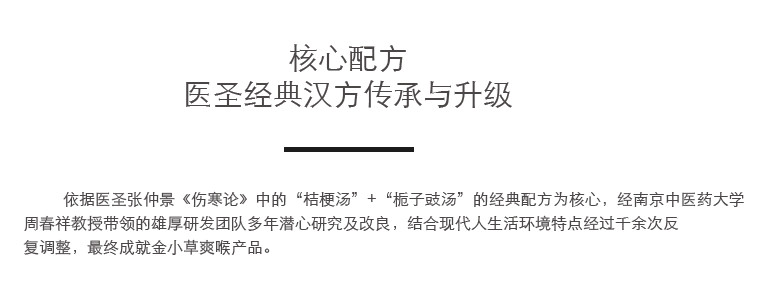 核心配方
医圣经典汉方传承与升级
依据医圣张仲景《伤寒论》中的“桔梗汤”+“栀子豉汤”的经典配方为核心，经南京中医药大学
周春祥教授带领的雄厚研发团队多年潜心研究及改良，结合现代人生活环境特点经过千余次反
复调整，最终成就金小草爽喉产品。